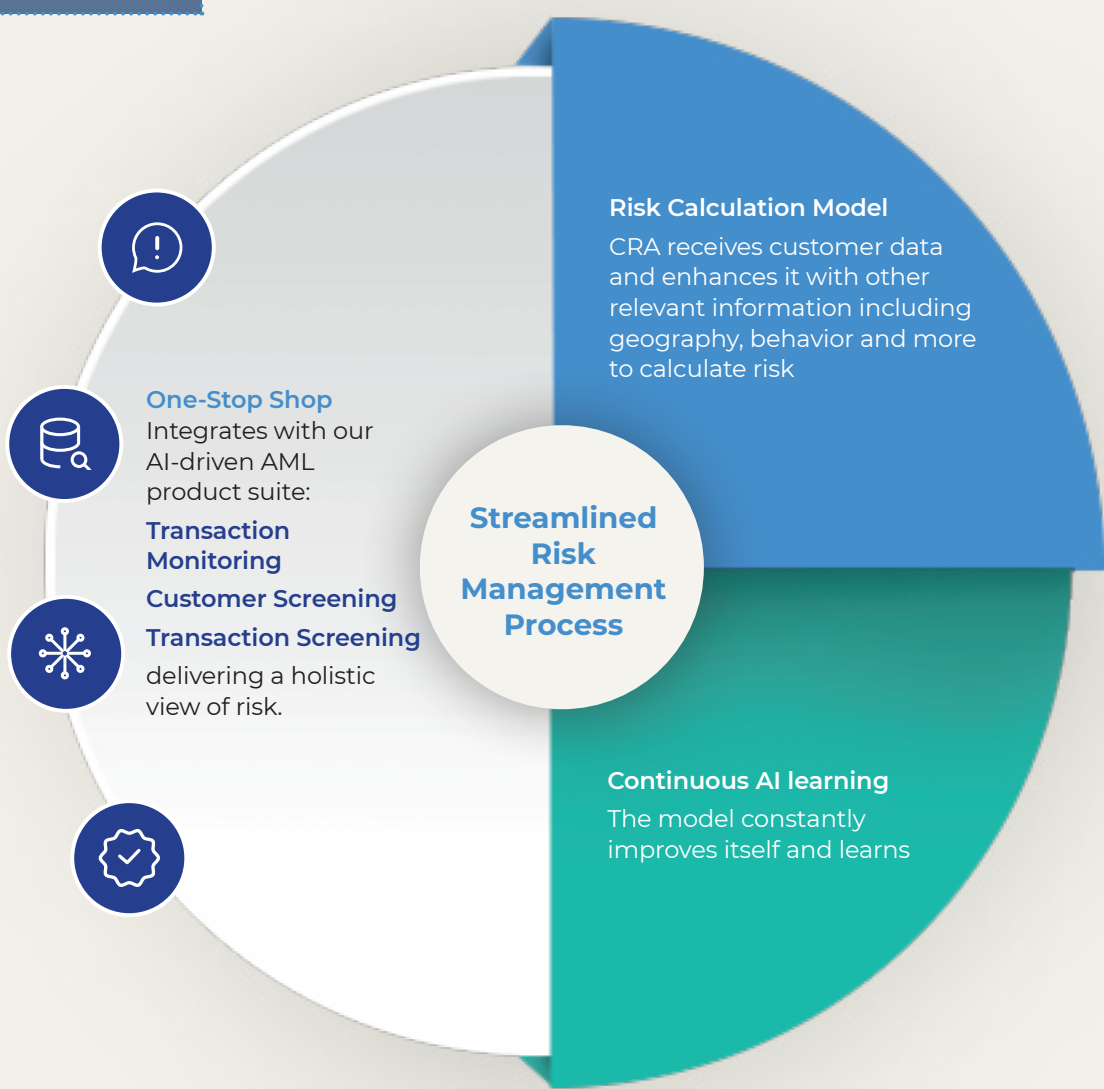 One-Stop Shop
Integrates with our
AI-driven AML
product suite:
Transaction
Monitoring
Customer Screening
Transaction Screening
delivering a holistic
view of risk.
Streamlined
Risk
Management
Process
Risk Calculation Model
CRA receives customer data
and enhances it with other
relevant information including
geography, behavior and more
to calculate risk
Continuous AI learning
The model constantly
improves itself and learns